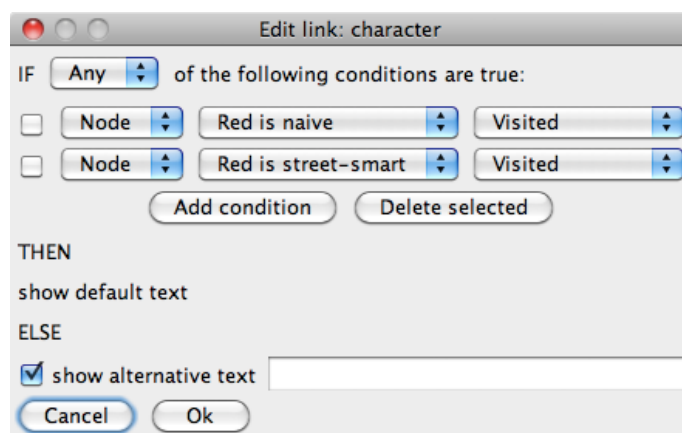 Edit link: character
IF Any of the following conditions are true:
Node Red is naive Visited
Node Red is street-smart Visited
Add condition Delete selected
THEN
show default text
ELSE
show alternative text
Cancel Ok